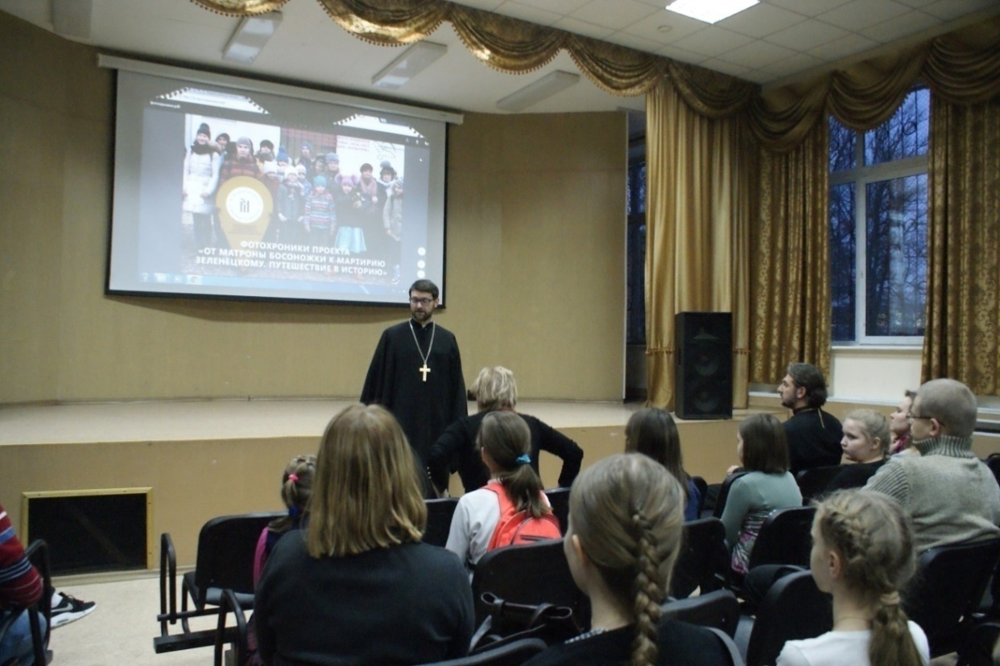 ФОТОХРОНИКИ ПРОЕКТА
«ОТ МАТРОНЫ БОСОНОЖКИ К МАРТИРИЮ
ЗЕЛЕНЕЦКОМУ. ПУТЕШЕСТВИЕ В ИСТОРИЮ»